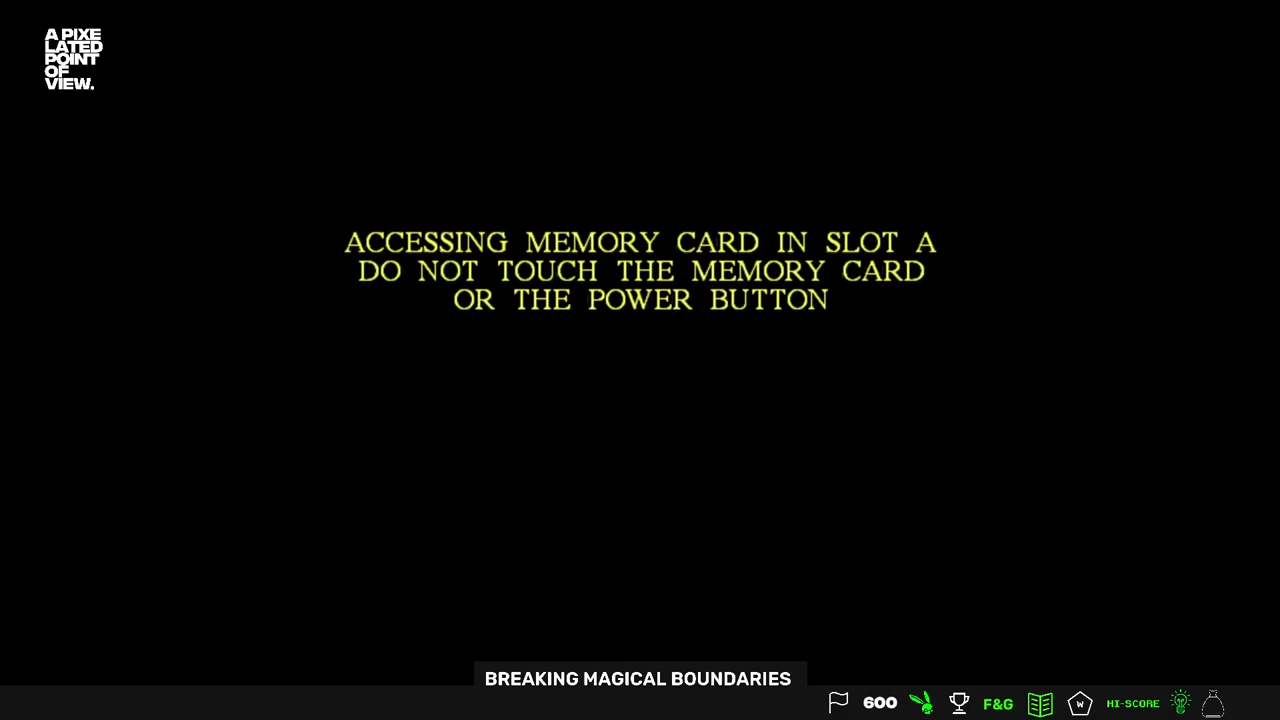 A PIXE
LATED
POINT
OF
VIEW.
ACCESSING MEMORY CARD IN SLOT A
DO NOT TOUCH THE MEMORY CARD
OR THE POWER BUTTON
BREAKING MAGICAL BOUNDARIES
600 F&G W HI-SCORE